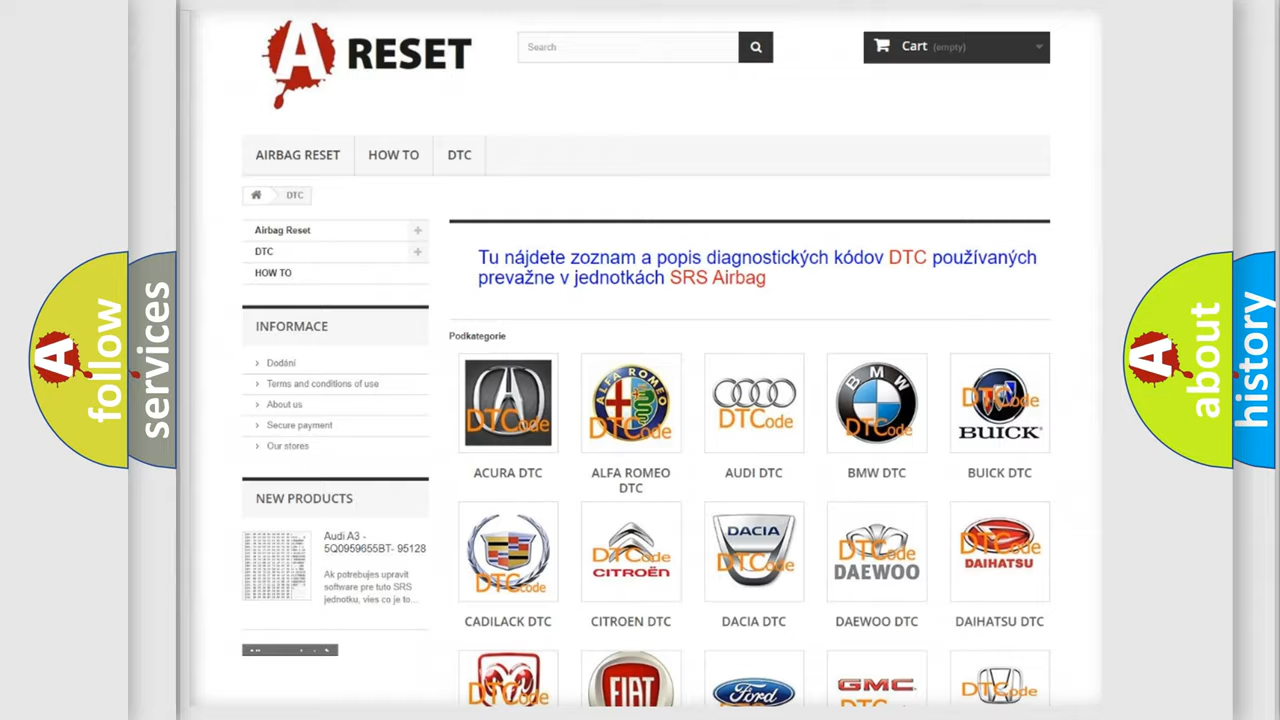 A RESET
Search
Cart (empty)
AIRBAG RESET
HOW TO
DTC
DTC
Airbag Reset
DTC
HOW TO
INFORMACE
Dodání
Terms and conditions of use
About us
Secure payment
Our stores
NEW PRODUCTS
Audi A3 -
5Q0959655BT- 95128
Ak potrebujes upravit
software pre tuto SRS
jednotku, vies co je to...
Tu nájdete zoznam a popis diagnostických kódov DTC používaných
prevažne v jednotkách SRS Airbag
Podkategorie
DTCode
ALFA ROMEO
DTCode
DTCode
BMW
DTCode
DTCode
BUICK
ACURA DTC
ALFA ROMEO
DTC
AUDI DTC
BMW DTC
BUICK DTC
DTCode
DTCode
CITROËN
DACIA
DTCode
DTCode
DAEWOO
DTCode
DAIHATSU
CADILACK DTC
CITROEN DTC
DACIA DTC
DAEWOO DTC
DAIHATSU DTC
DTCode
FIAT
Ford
GMC
DTCode
A follow
services
A about
history